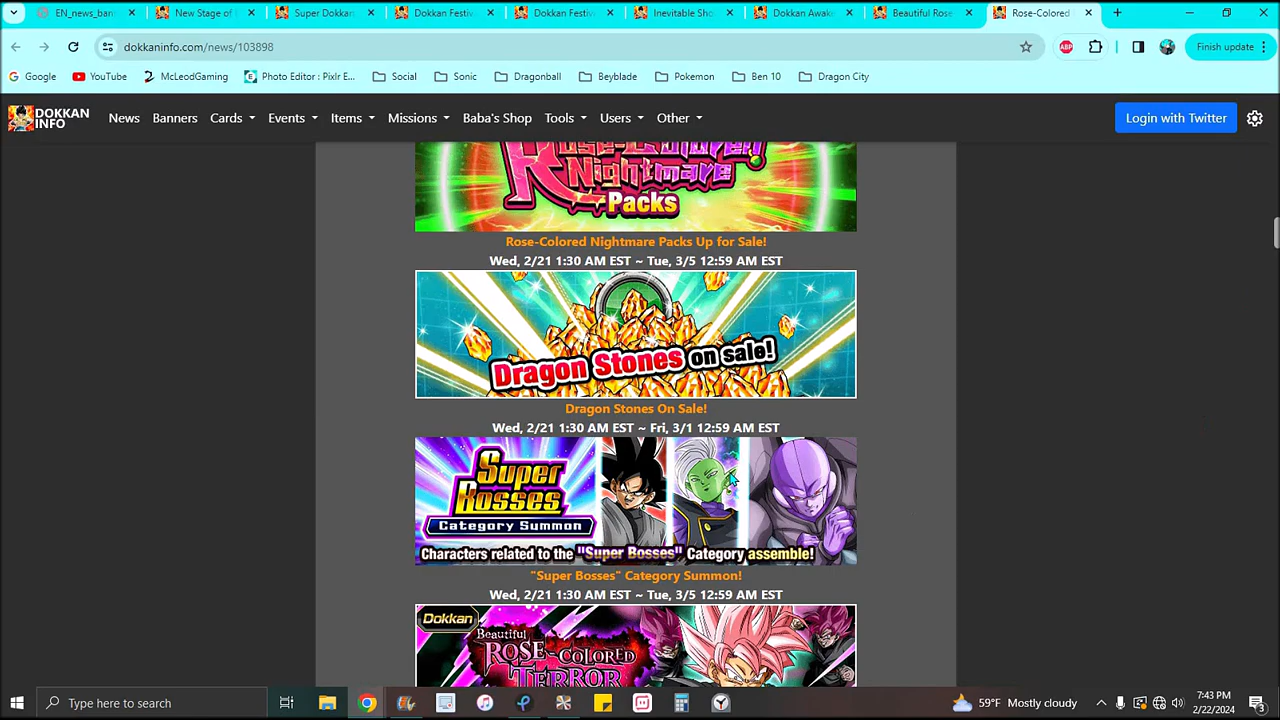 EN_news_ban
New Stage of
Super Dokkan
Dokkan Festiv
Dokkan Festiv
Inevitable Sho
Dokkan Awake
Beautiful Rose
Rose-Colored
dokkaninfo.com/news/103898
ABP
Finish update
Google
YouTube
McLeodGaming
Photo Editor : Pixlr E...
Social
Sonic
Dragonball
Beyblade
Pokemon
Ben 10
Dragon City
DOKKAN
INFO
News
Banners
Cards
Events
Items
Missions
Baba's Shop
Tools
Users
Other
Login with Twitter
Rose-Colored
Nightmare
Packs
Rose-Colored Nightmare Packs Up for Sale!
Wed, 2/21 1:30 AM EST ~ Tue, 3/5 12:59 AM EST
Dragon Stones on sale!
Dragon Stones On Sale!
Wed, 2/21 1:30 AM EST ~ Fri, 3/1 12:59 AM EST
Super
Bosses
Category Summon
Characters related to the "Super Bosses" Category assemble!
"Super Bosses" Category Summon!
Wed, 2/21 1:30 AM EST ~ Tue, 3/5 12:59 AM EST
Dokkan
Beautiful
ROSE-COLORED
TERROR
Type here to search
59°F Mostly cloudy
7:43 PM
2/22/2024
3